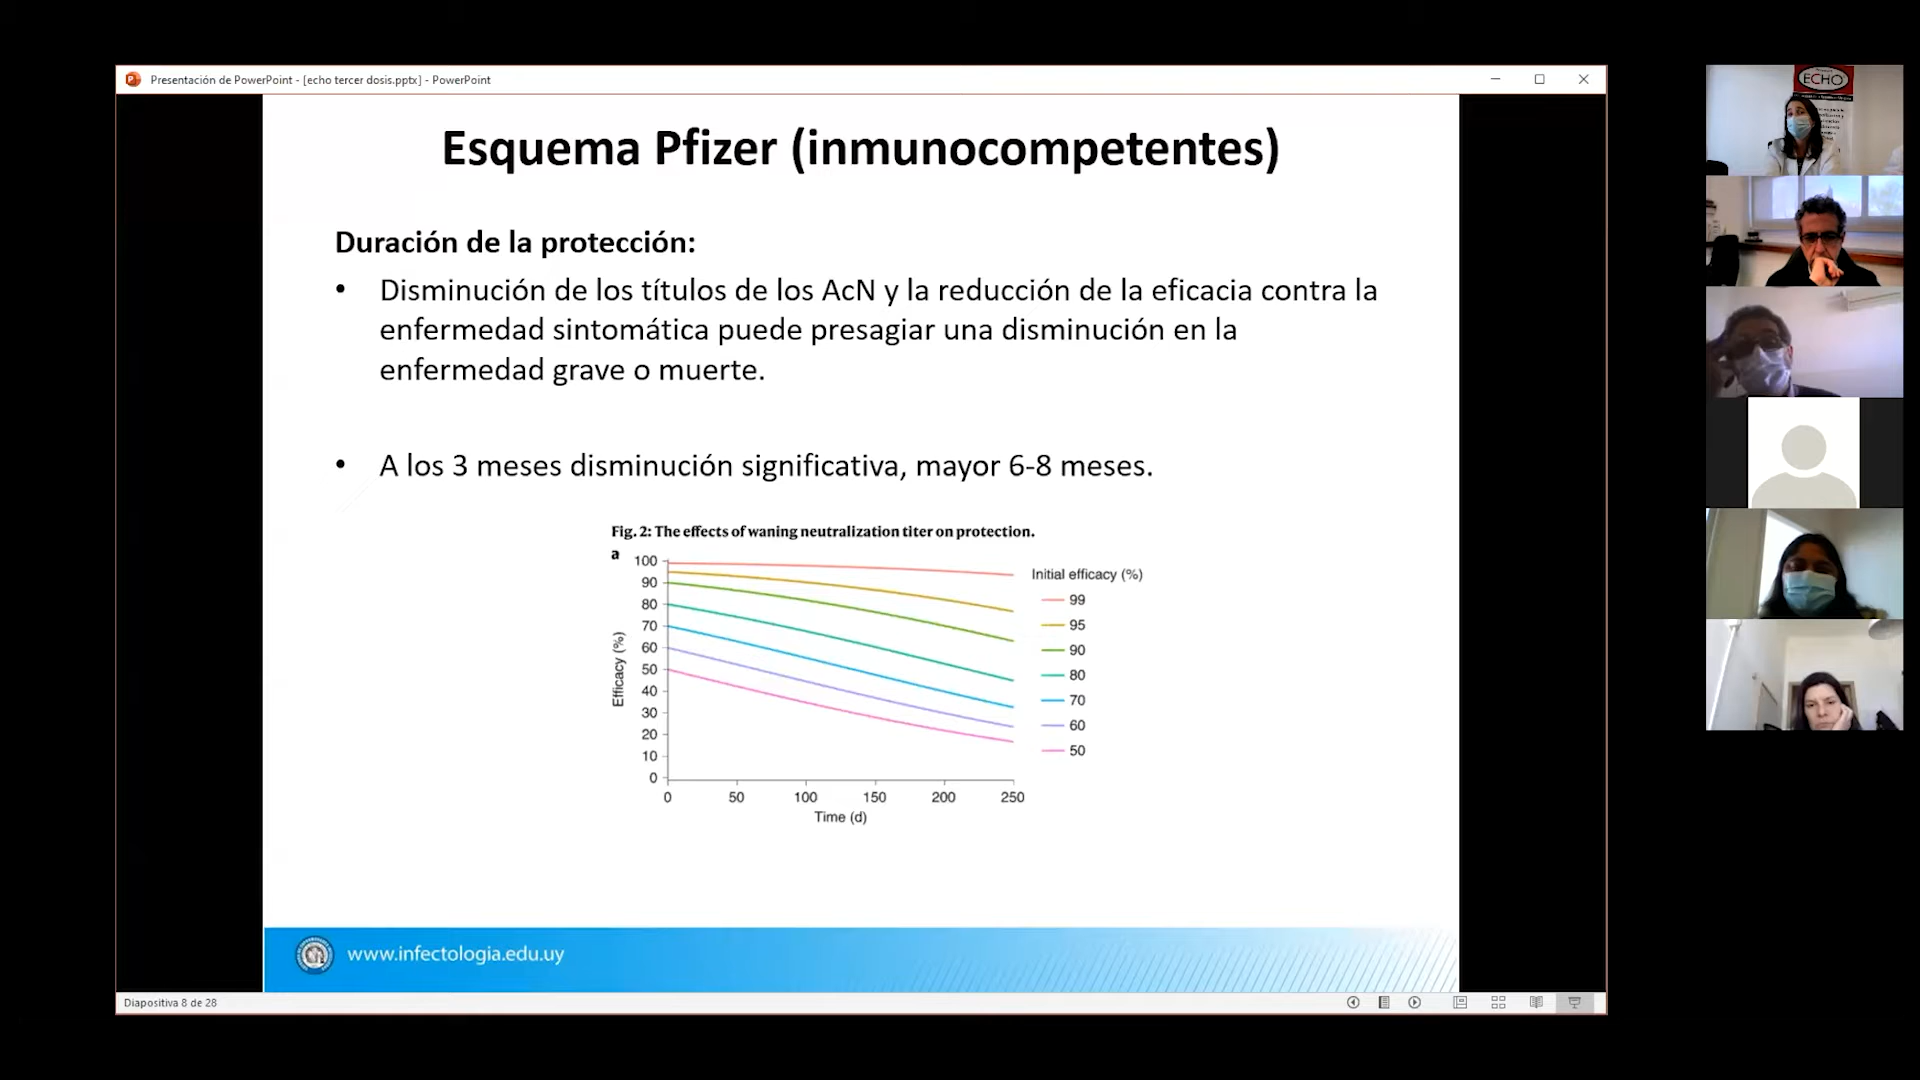 Presentación de PowerPoint - [echo tercer dosis.pptx] - PowerPoint
Esquema Pfizer (inmunocompetentes)
Duración de la protección:
• Disminución de los títulos de los AcN y la reducción de la eficacia contra la
enfermedad sintomática puede presagiar una disminución en la
enfermedad grave o muerte.
• A los 3 meses disminución significativa, mayor 6-8 meses.
Fig. 2: The effects of waning neutralization titer on protection.
a
100
90
80
70
60
50
40
30
20
10
0
Efficacy (%)
0 50 100 150 200 250
Time (d)
Initial efficacy (%)
99
95
90
80
70
60
50
www.infectologia.edu.uy
Diapositiva 8 de 28
ECHO